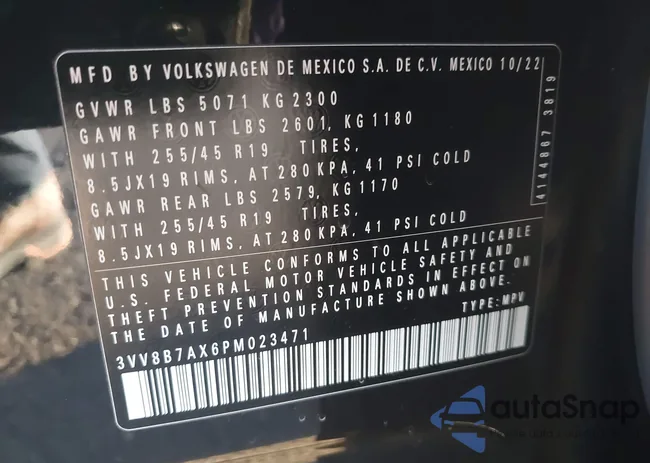 MFD BY VOLKSWAGEN DE MEXICO S.A. DE C.V. MEXICO 10/22
GVWR LBS 5071 KG 2300
GAWR FRONT LBS 2601, KG 1180
WITH 255/45 R19 TIRES,
8.5JX19 RIMS, AT 280 KPA, 41 PSI COLD
GAWR REAR LBS 2579, KG 1170
WITH 255/45 R19 TIRES,
8.5JX19 RIMS, AT 280 KPA, 41 PSI COLD
4144867 3819
THIS VEHICLE CONFORMS TO ALL APPLICABLE
U.S. FEDERAL MOTOR VEHICLE SAFETY AND
THEFT PREVENTION STANDARDS IN EFFECT ON
THE DATE OF MANUFACTURE SHOWN ABOVE.
TYPE: MPV
3VV8B7AX6PM023471
autaSnap